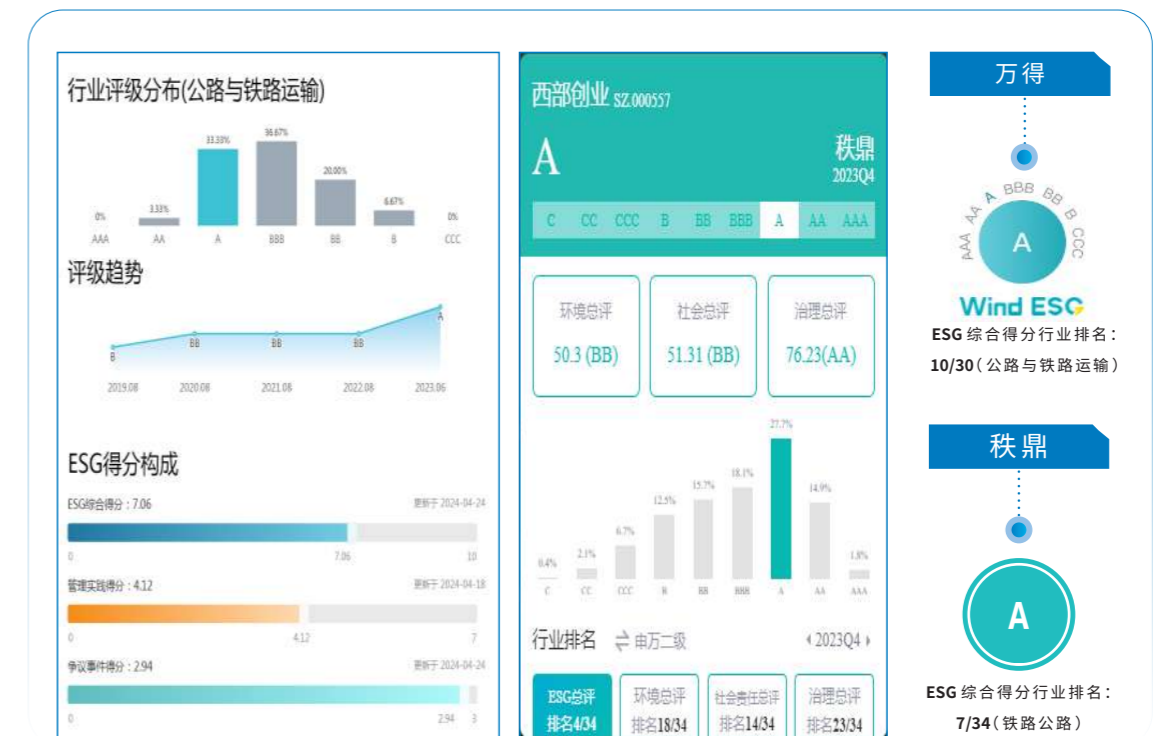 行业评级分布(公路与铁路运输)
0% 3.33% 33.33% 36.67% 20.00% 6.67% 0%
AAA AA A BBB BB B CCC
评级趋势
B BB BB BB A
2019.08 2020.08 2021.08 2022.08 2023.06
ESG得分构成
ESG综合得分：7.06 更新于 2024-04-24
0 7.06 10
管理实践得分：4.12 更新于 2024-04-18
0 4.12 7
争议事件得分：2.94 更新于 2024-04-24
0 2.94 3
西部创业 SZ.000557
A 秩鼎
2023Q4
C CC CCC B BB BBB A AA AAA
环境总评 社会总评 治理总评
50.3 (BB) 51.31 (BB) 76.23(AA)
0.4% 2.1% 6.7% 12.5% 15.7% 18.1% 27.7% 14.9% 1.8%
C CC CCC B BB BBB A AA AAA
行业排名 申万二级 2023Q4
ESG总评 环境总评 社会责任总评 治理总评
排名4/34 排名18/34 排名14/34 排名23/34
万得
AAA AA A BBB BB B CCC
A
Wind ESG
ESG 综合得分行业排名：
10/30（公路与铁路运输）
秩鼎
A
ESG 综合得分行业排名：
7/34（铁路公路）